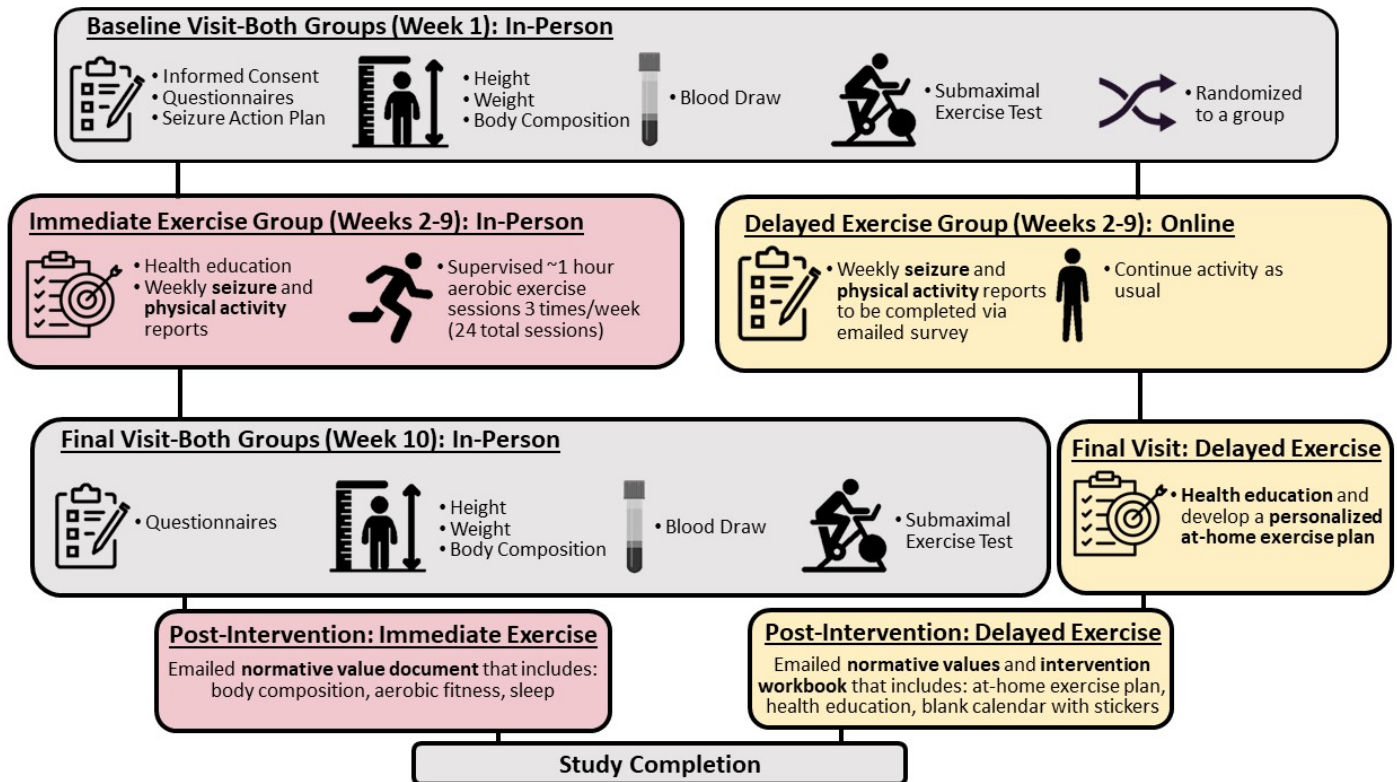 Baseline Visit-Both Groups (Week 1): In-Person
• Informed Consent
• Questionnaires
• Seizure Action Plan
• Height
• Weight
• Body Composition
• Blood Draw
• Submaximal
Exercise Test
• Randomized
to a group
Immediate Exercise Group (Weeks 2-9): In-Person
• Health education
• Weekly seizure and
physical activity
reports
• Supervised ~1 hour
aerobic exercise
sessions 3 times/week
(24 total sessions)
Delayed Exercise Group (Weeks 2-9): Online
• Weekly seizure and
physical activity reports
to be completed via
emailed survey
• Continue activity as
usual
Final Visit-Both Groups (Week 10): In-Person
• Questionnaires
• Height
• Weight
• Body Composition
• Blood Draw
• Submaximal
Exercise Test
Final Visit: Delayed Exercise
• Health education and
develop a personalized
at-home exercise plan
Post-Intervention: Immediate Exercise
Emailed normative value document that includes:
body composition, aerobic fitness, sleep
Post-Intervention: Delayed Exercise
Emailed normative values and intervention
workbook that includes: at-home exercise plan,
health education, blank calendar with stickers
Study Completion